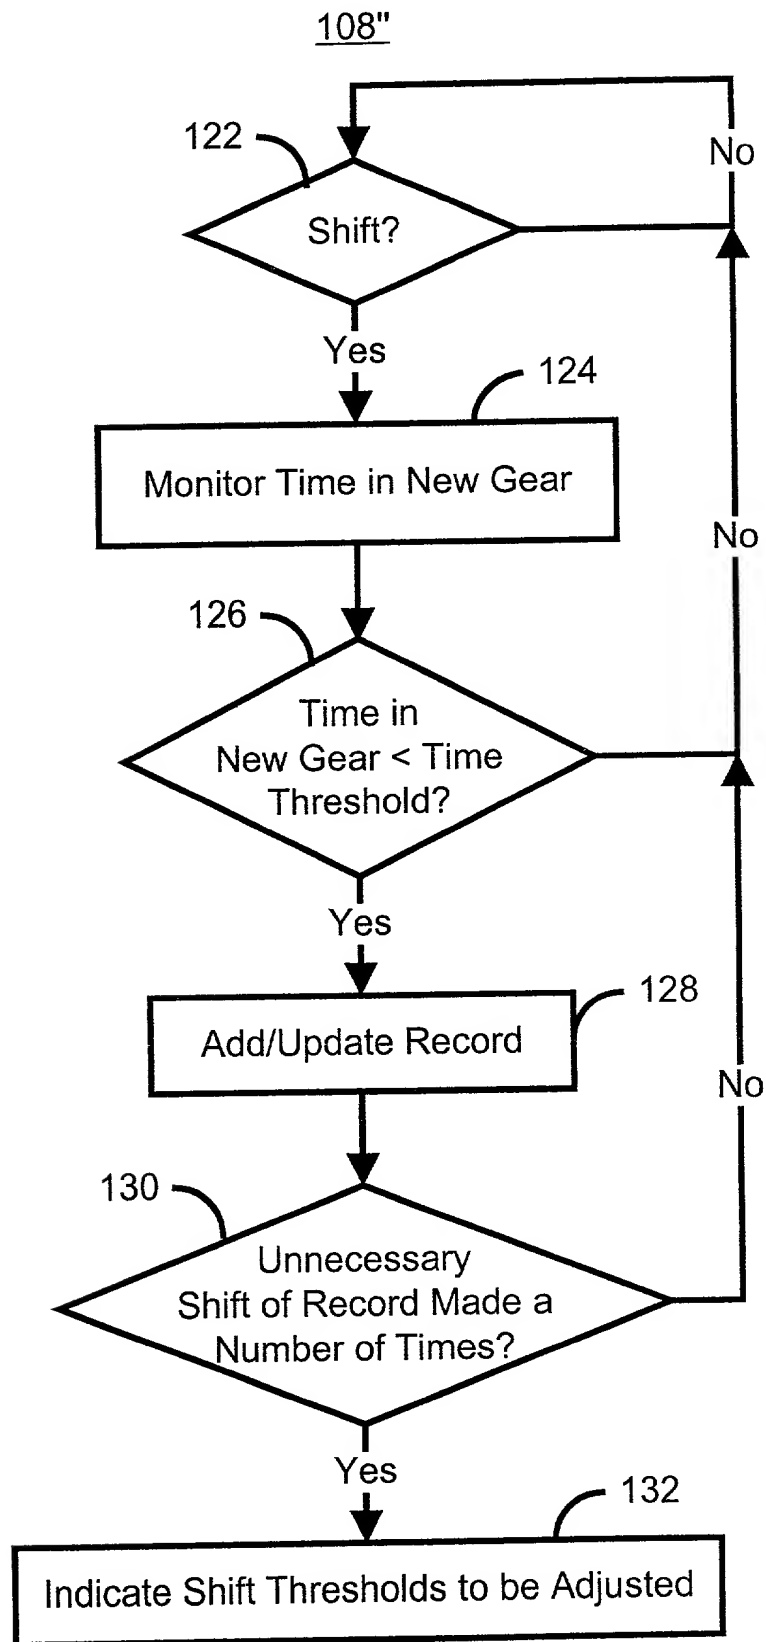 108"
122
No
Shift?
Yes
124
Monitor Time in New Gear
No
126
Time in
New Gear < Time
Threshold?
Yes
128
Add/Update Record
No
130
Unnecessary
Shift of Record Made a
Number of Times?
Yes
132
Indicate Shift Thresholds to be Adjusted